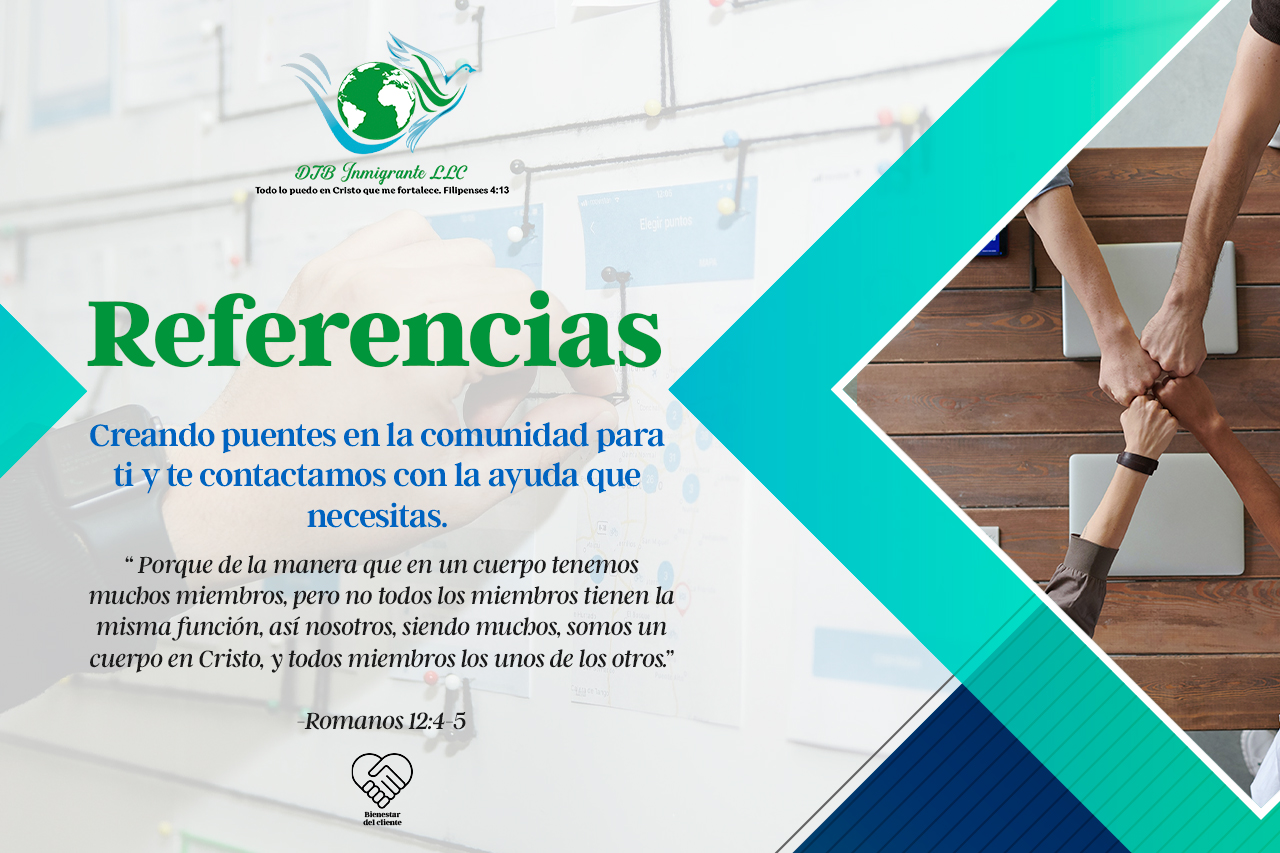 DJB Inmigrante LLC
Todo lo puedo en Cristo que me fortalece. Filipenses 4:13
Elegir puntos
Referencias
Creando puentes en la comunidad para
ti y te contactamos con la ayuda que
necesitas.
“ Porque de la manera que en un cuerpo tenemos
muchos miembros, pero no todos los miembros tienen la
misma función, así nosotros, siendo muchos, somos un
cuerpo en Cristo, y todos miembros los unos de los otros.”
-Romanos 12:4-5
Bienestar
del cliente